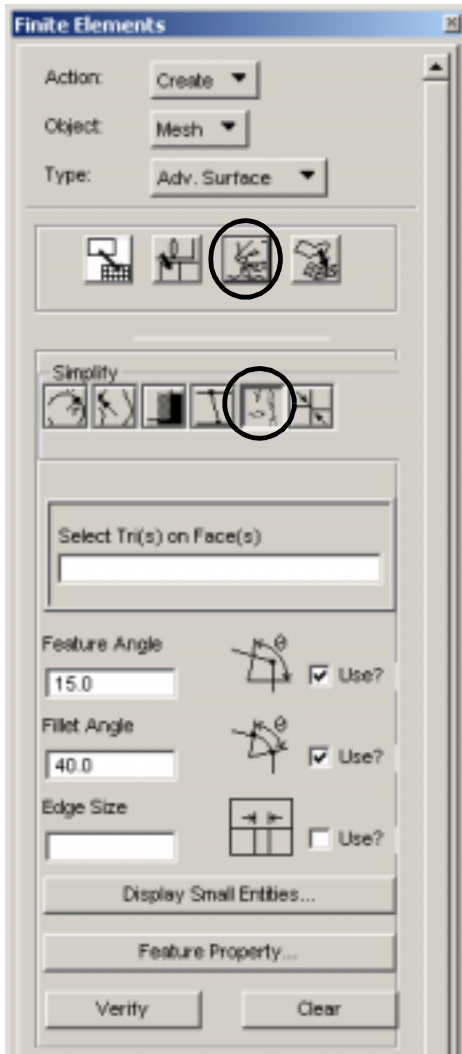 Finite Elements
Action: Create
Object: Mesh
Type: Adv. Surface
Simplify
Select Tri(s) on Face(s)
Feature Angle
θ
15.0 Use?
Fillet Angle
θ
40.0 Use?
Edge Size
Use?
Display Small Entities...
Feature Property...
Verify Clear